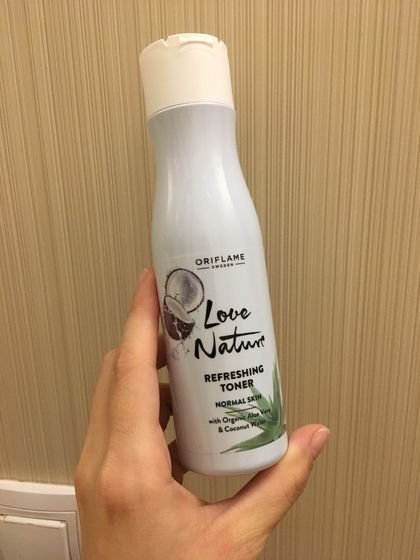 ORIFLAME
SWEDEN
Love
Nature
REFRESHING
TONER
NORMAL SKIN
with Organic Aloe Vera
& Coconut Water